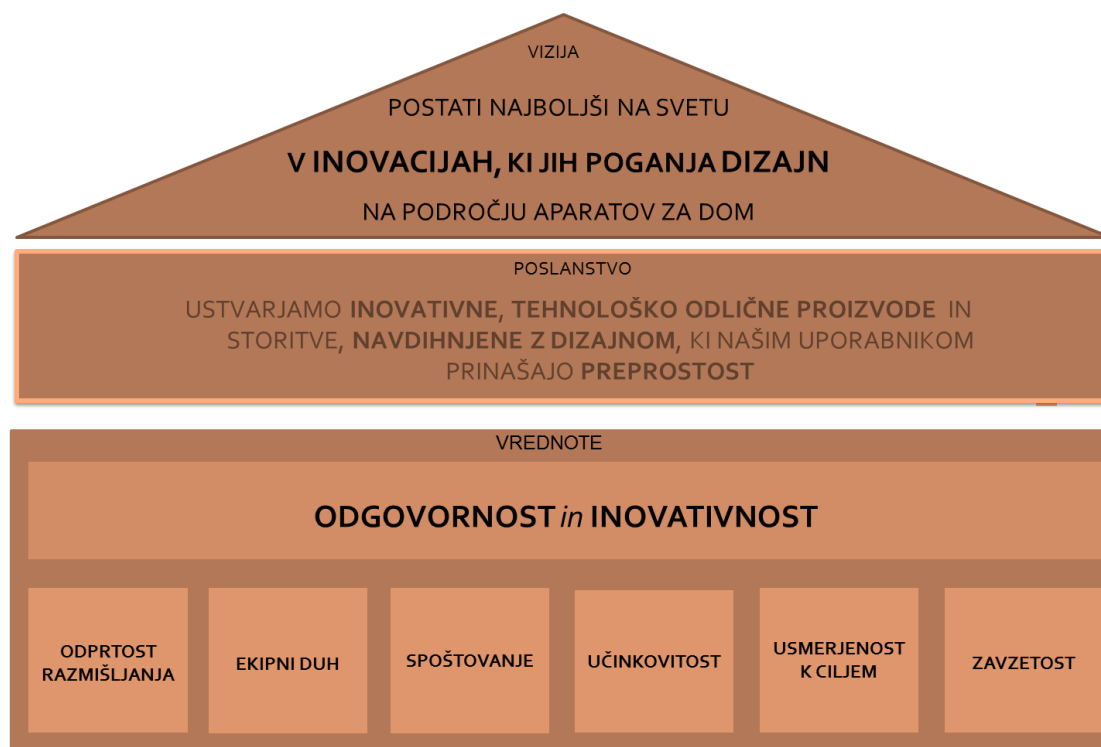 VIZIJA
POSTATI NAJBOLJŠI NA SVETU
V INOVACIJAH, KI JIH POGANJA DIZAJN
NA PODROČJU APARATOV ZA DOM
POSLANSTVO
USTVARJAMO INOVATIVNE, TEHNOLOŠKO ODLIČNE PROIZVODE IN
STORITVE, NAVDIHNJENE Z DIZAJNOM, KI NAŠIM UPORABNIKOM
PRINAŠAJO PREPROSTOST
VREDNOTE
ODGOVORNOST in INOVATIVNOST
ODPRTOST
RAZMIŠLJANJA
EKIPNI DUH
SPOŠTOVANJE
UČINKOVITOST
USMERJENOST
K CILJEM
ZAVZETOST